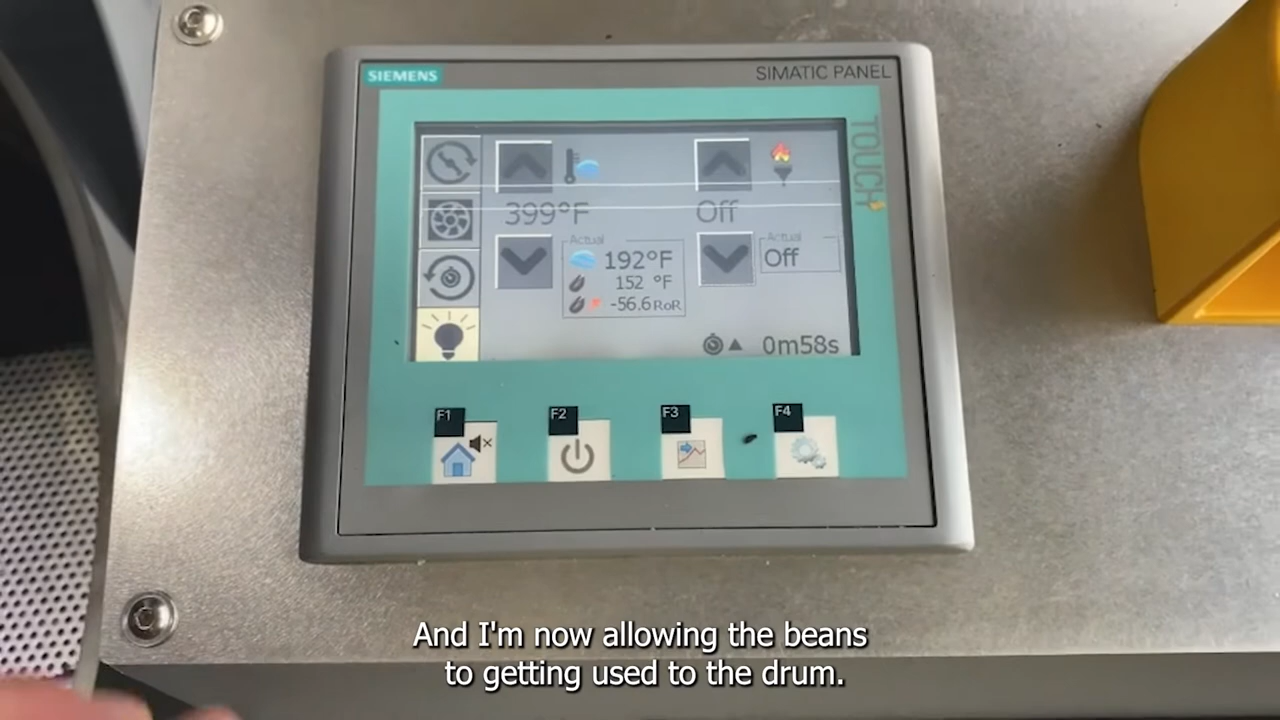 SIEMENS
SIMATIC PANEL
TOUCH
399°F
Off
Actual
192°F
152 °F
-56.6 RoR
Actual
Off
0m58s
F1
F2
F3
F4
And I'm now allowing the beans
to getting used to the drum.